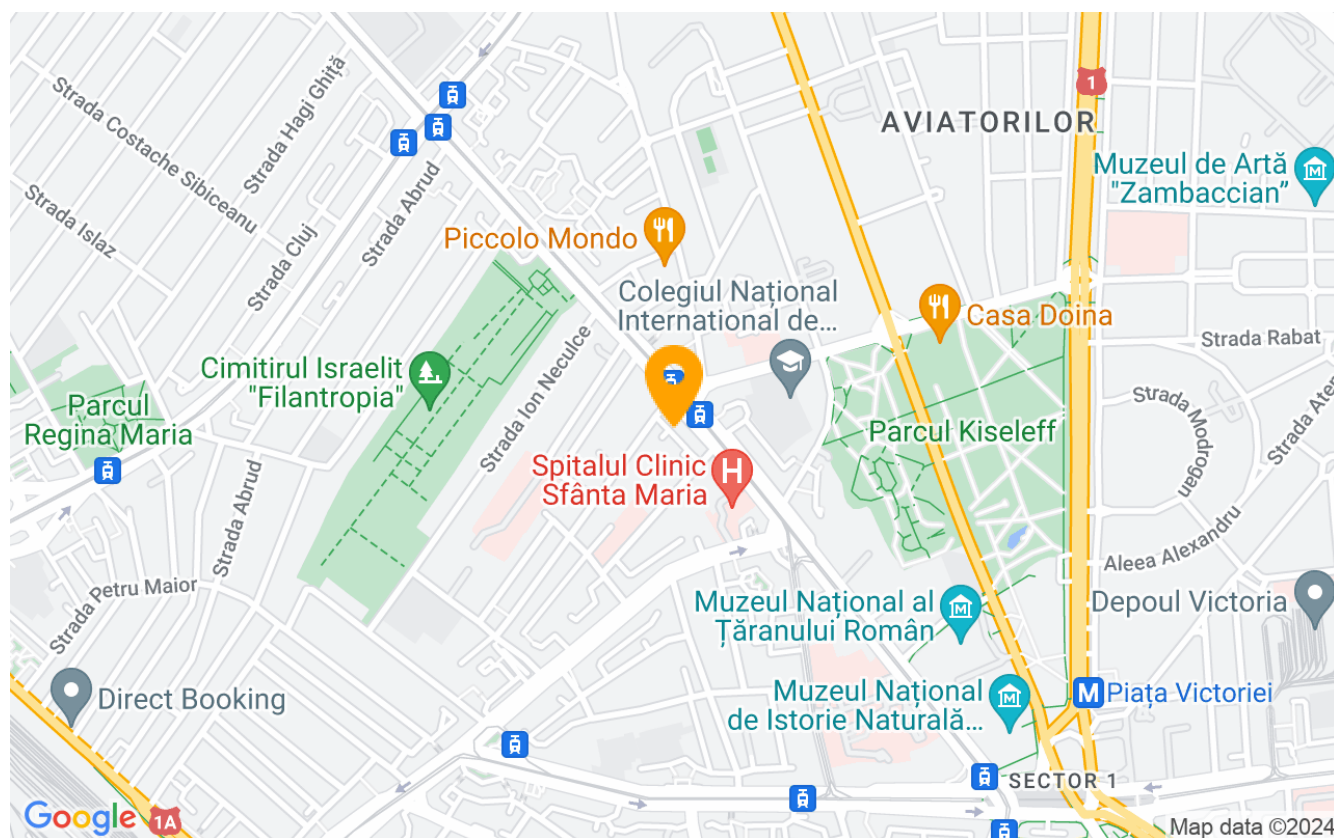 Strada Costache Sibiceanu
Strada Hagi Ghiță
1
AVIATORILOR
Muzeul de Artă
"Zambaccian”
Strada Islaz
Strada Cluj
Strada Abrud
Piccolo Mondo
Colegiul Național
International de...
Casa Doina
Strada Rabat
Cimitirul Israelit
"Filantropia"
Strada Ion Neculce
Parcul
Regina Maria
Strada Modrogan
Parcul Kiseleff
Spitalul Clinic
Sfânta Maria
H
Strada Abrud
Aleea Alexandru
Strada Petru Maior
Muzeul Național al
Țăranului Român
M
Depoul Victoria
Direct Booking
Muzeul Național
de Istorie Naturală...
M
M Piața Victoriei
SECTOR 1
Google
1A
Map data ©2024